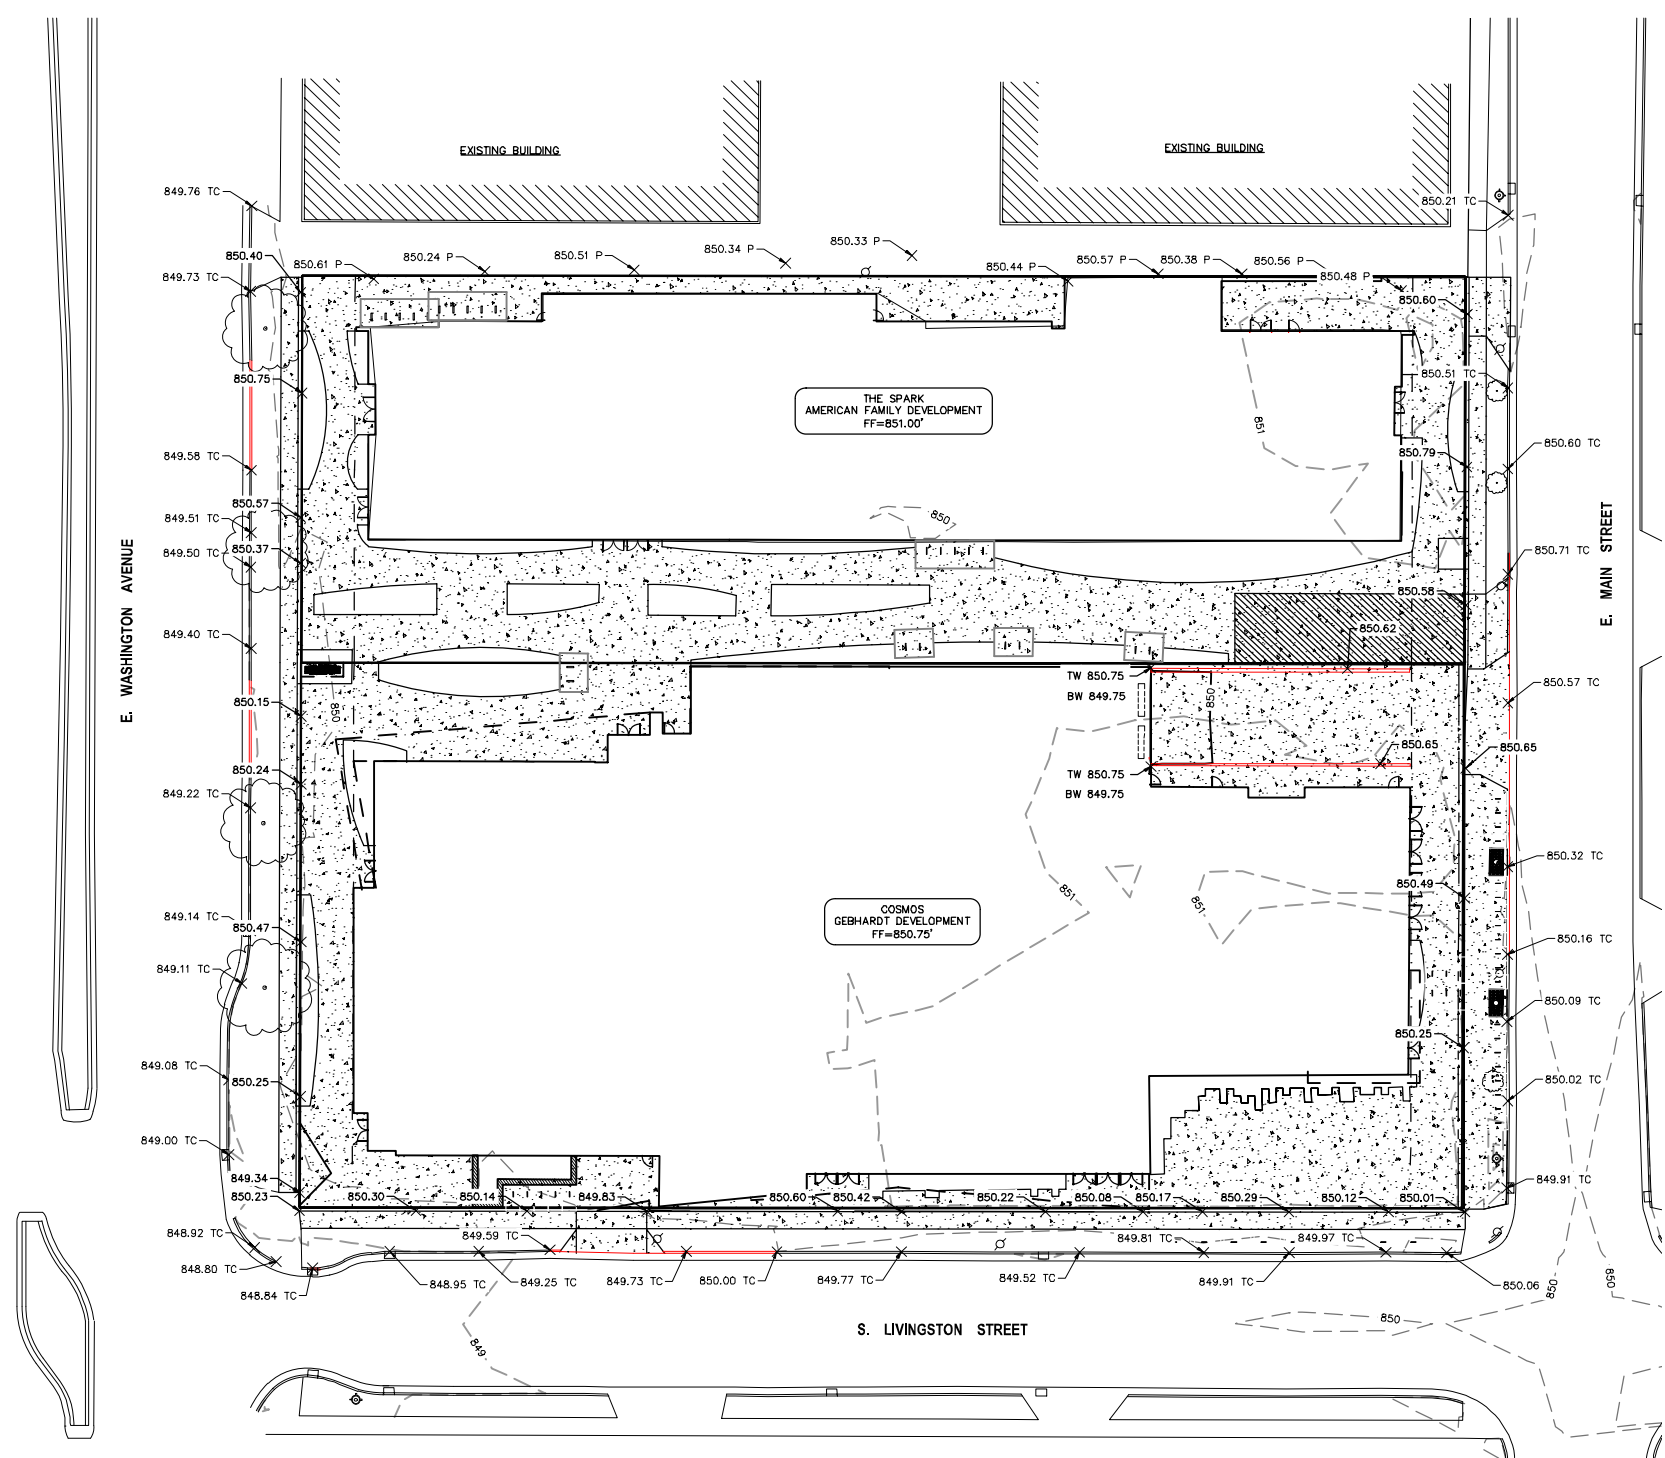 EXISTING BUILDING
EXISTING BUILDING
849.76 TC
850.21 TC
850.40
850.61 P
850.24 P
850.51 P
850.34 P
850.33 P
850.44 P
850.57 P
850.38 P
850.56 P
850.48 P
849.73 TC
850.60
850.75
850.51 TC
THE SPARK
AMERICAN FAMILY DEVELOPMENT
FF=851.00'
851
849.58 TC
850.79
850.60 TC
850.57
849.51 TC
850
849.50 TC
850.37
850.71 TC
E. WASHINGTON AVENUE
E. MAIN STREET
850.58
849.40 TC
850.62
TW 850.75
BW 849.75
850
850.57 TC
850.15
850
850.65
850.65
850.24
TW 850.75
BW 849.75
849.22 TC
850.32 TC
851
850.49
851
849.14 TC
850.47
COSMOS
GEBHARDT DEVELOPMENT
FF=850.75'
850.16 TC
849.11 TC
850.09 TC
850.25
849.08 TC
850.25
850.02 TC
849.00 TC
849.34
849.91 TC
850.23
850.30
850.14
849.83
850.60
850.42
850.22
850.08
850.17
850.29
850.12
850.01
848.92 TC
849.59 TC
849.81 TC
849.97 TC
848.80 TC
848.95 TC
849.25 TC
849.73 TC
850.00 TC
849.77 TC
849.52 TC
849.91 TC
850.06
848.84 TC
850
850
850
S. LIVINGSTON STREET
849